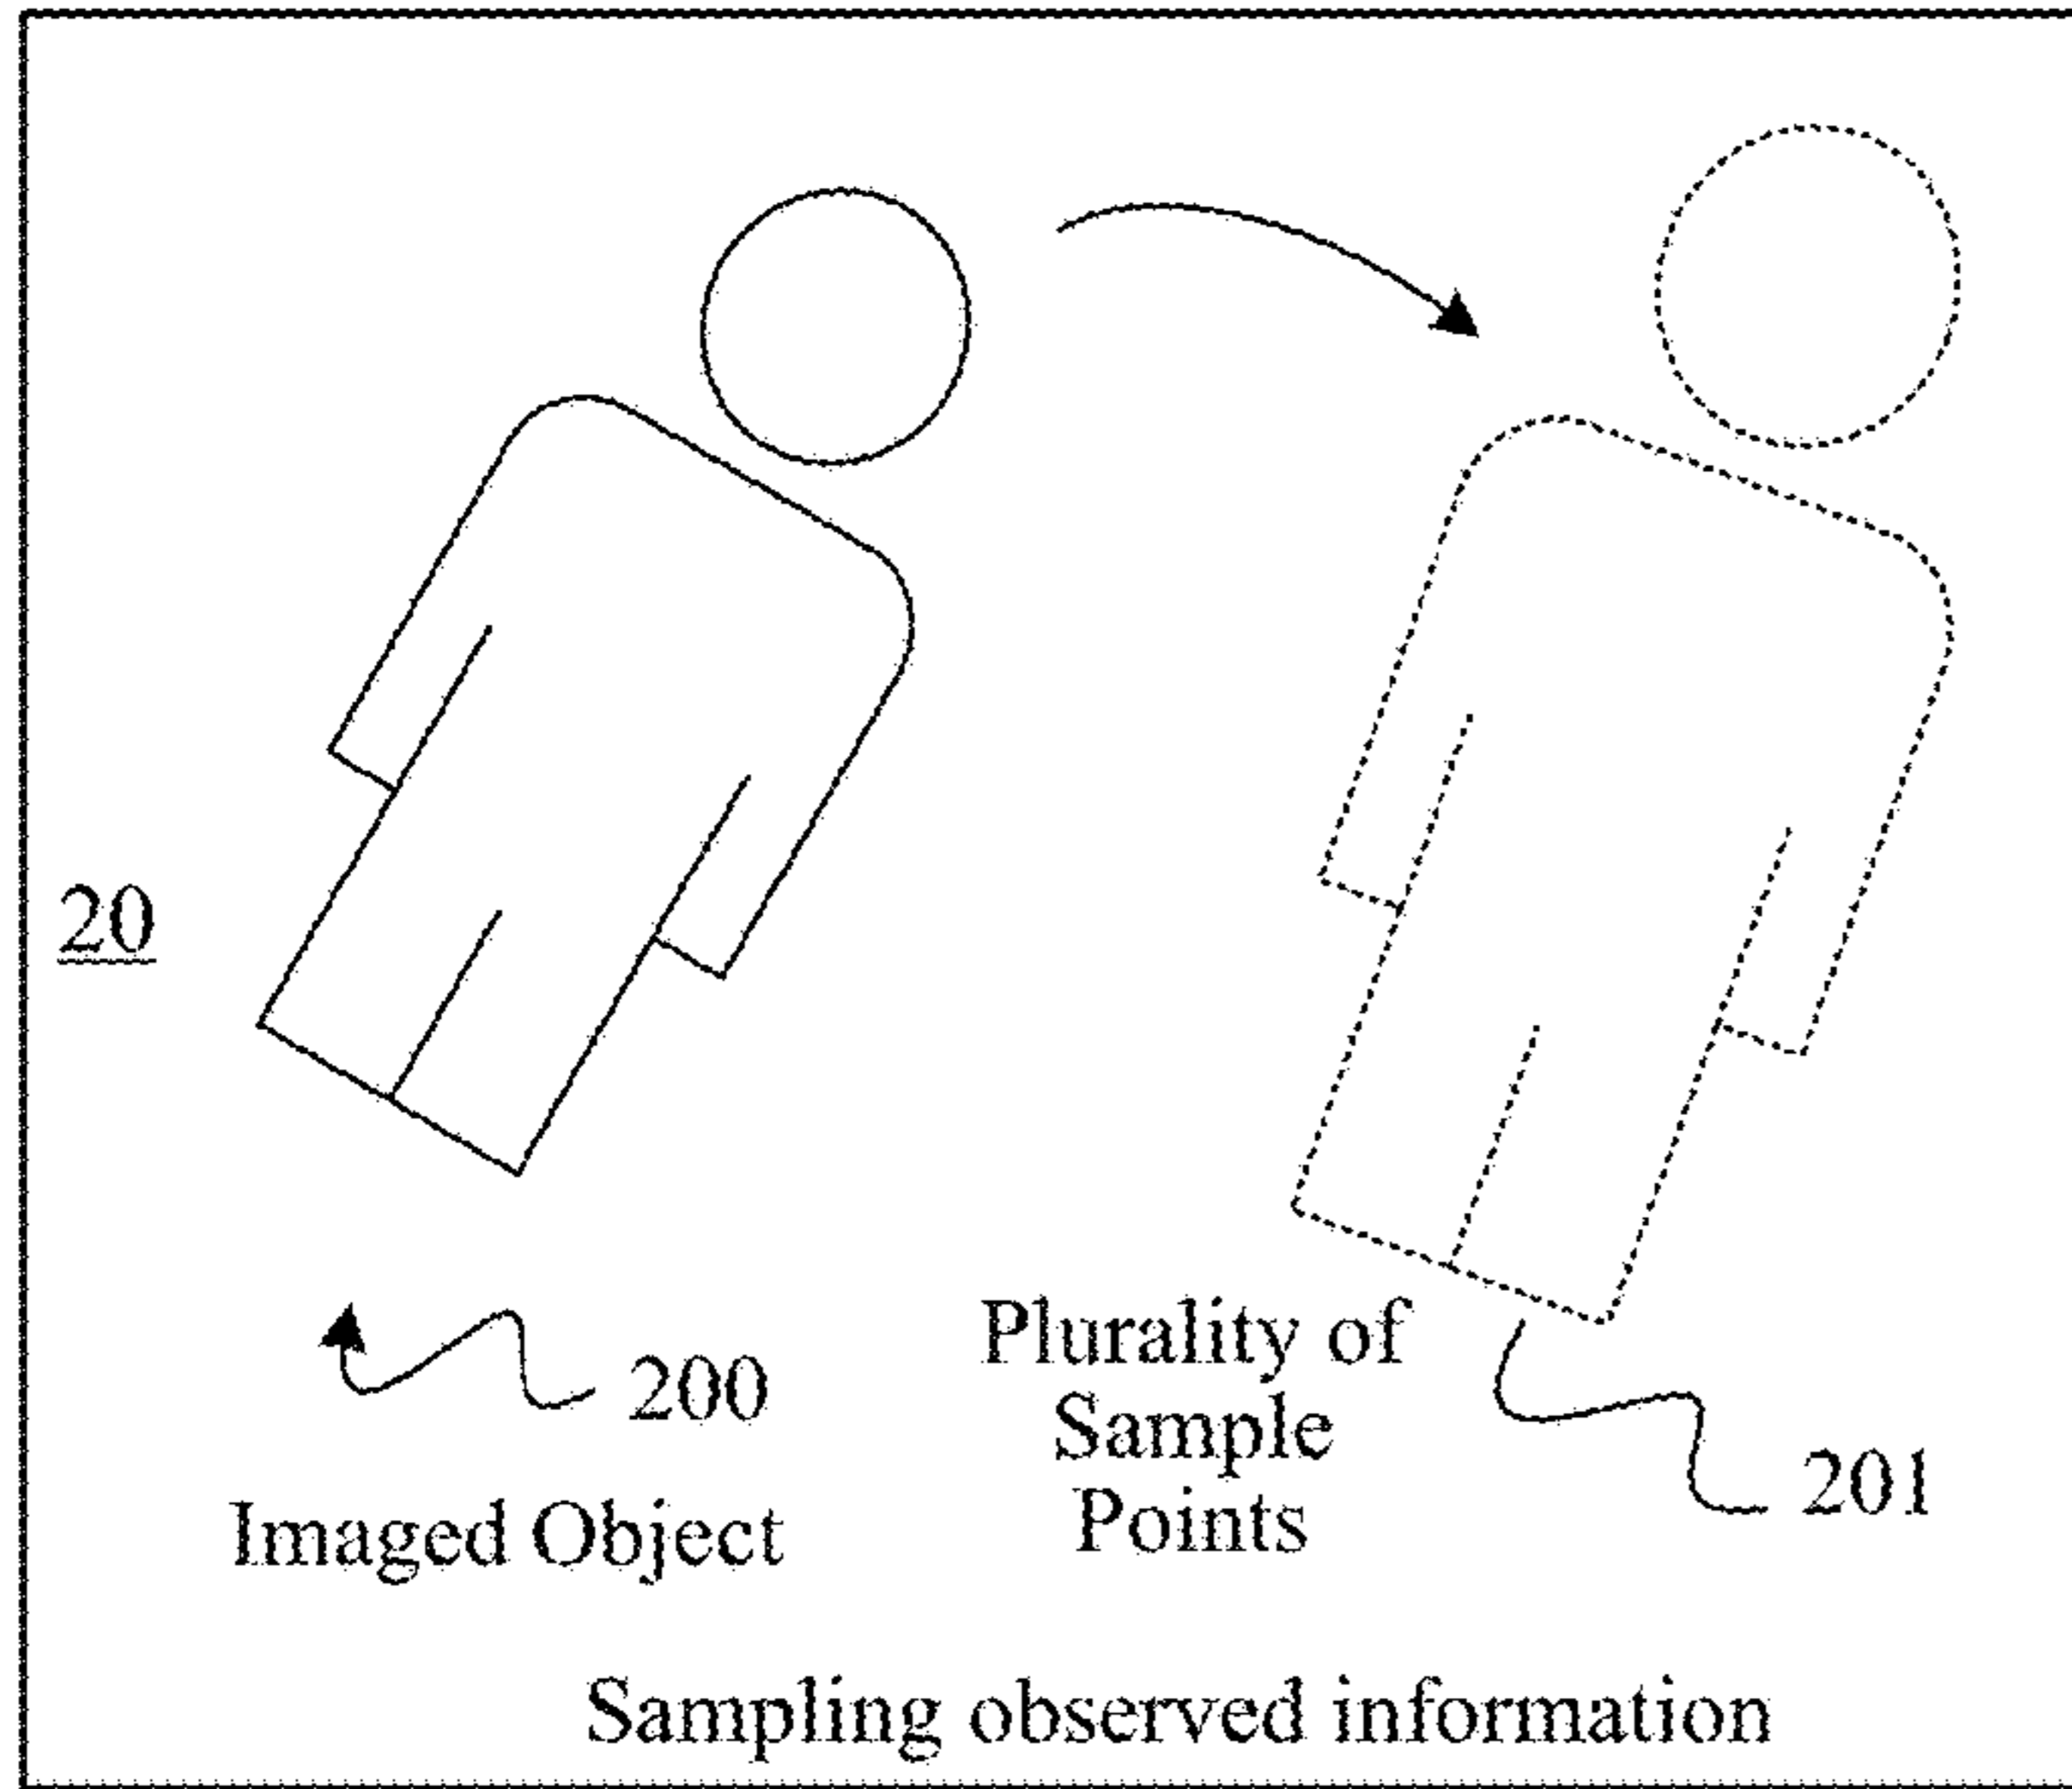 20
200
Imaged Object
Plurality of
Sample
Points
201
Sampling observed information